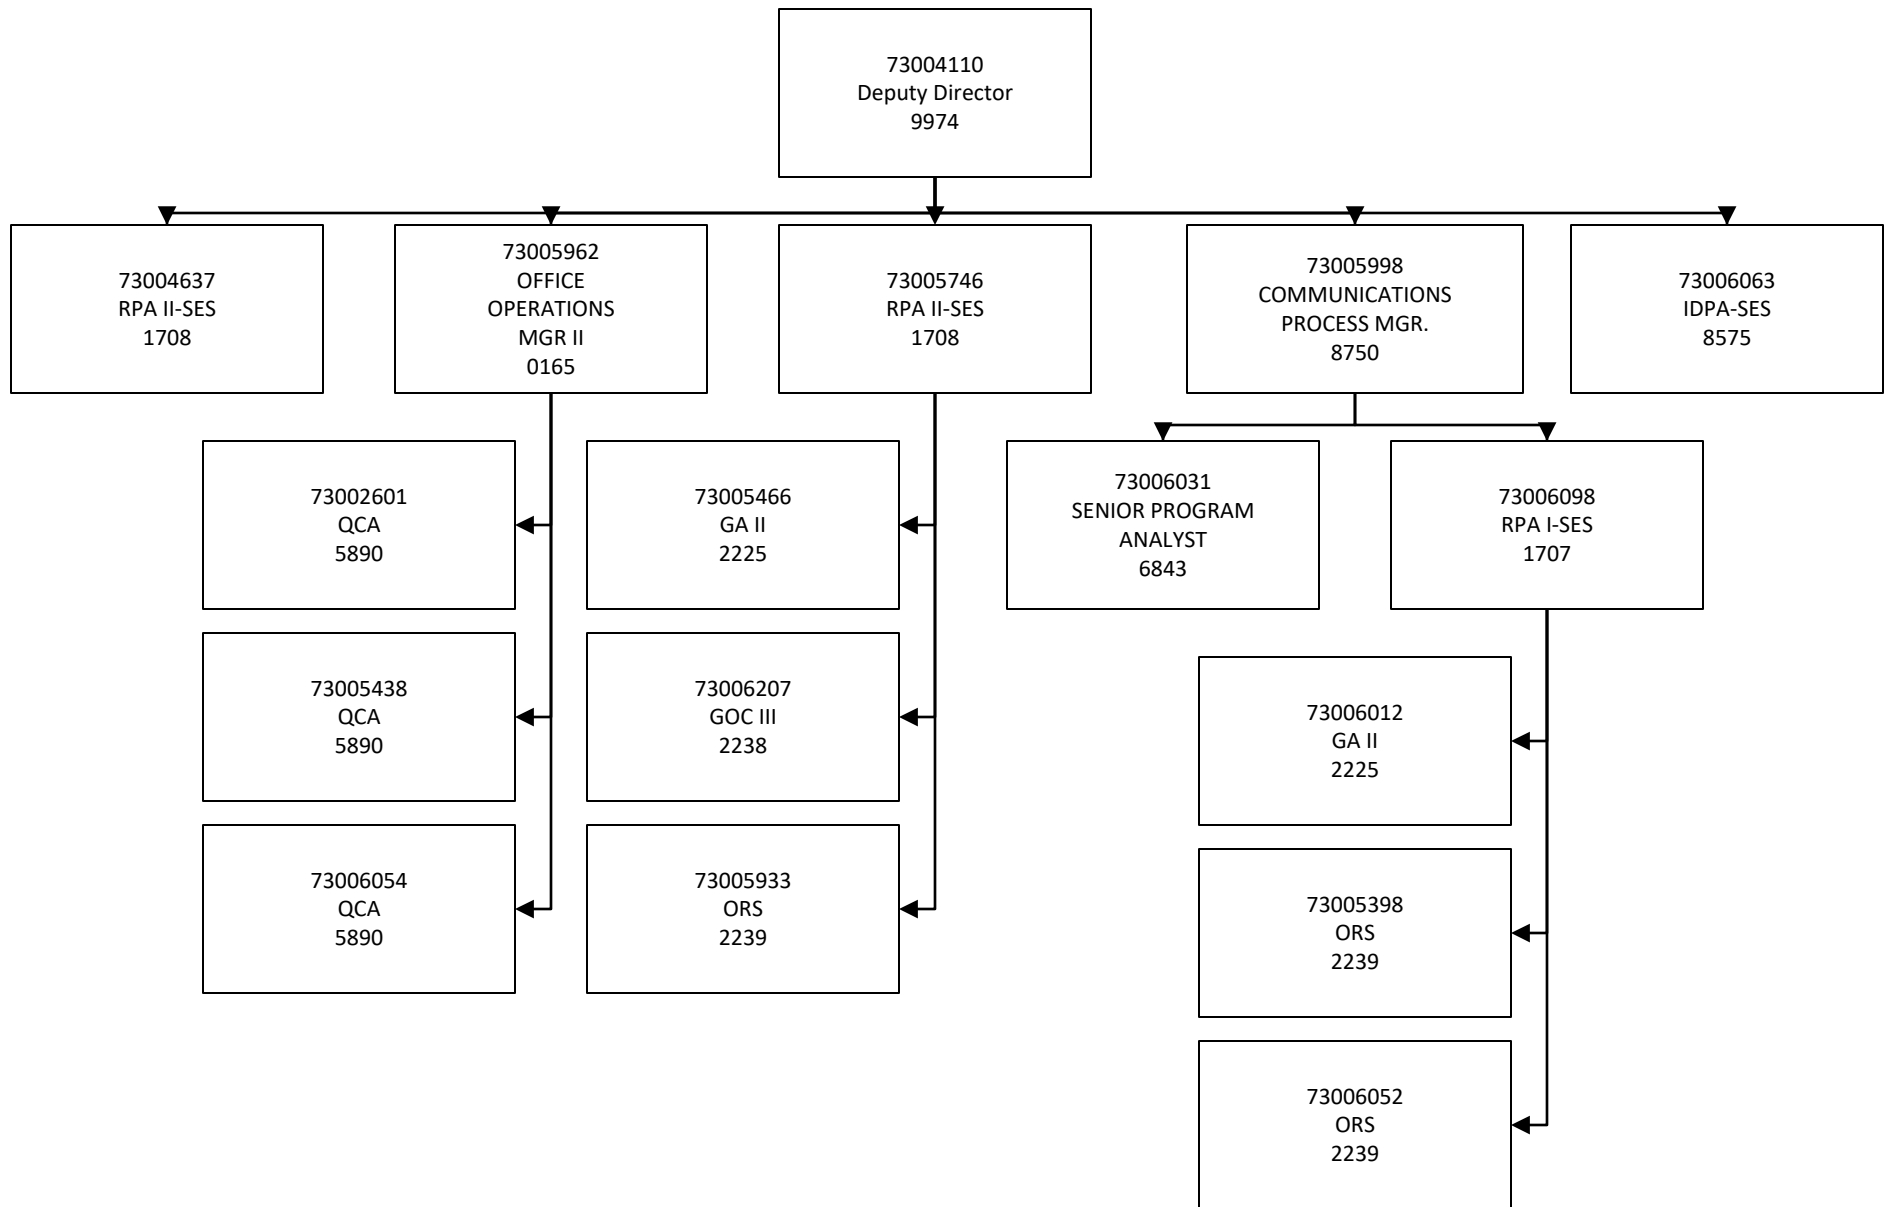 73004110
Deputy Director
9974
73004637
RPA II-SES
1708
73005962
OFFICE
OPERATIONS
MGR II
0165
73005746
RPA II-SES
1708
73005998
COMMUNICATIONS
PROCESS MGR.
8750
73006063
IDPA-SES
8575
73002601
QCA
5890
73005466
GA II
2225
73006031
SENIOR PROGRAM
ANALYST
6843
73006098
RPA I-SES
1707
73005438
QCA
5890
73006207
GOC III
2238
73006012
GA II
2225
73006054
QCA
5890
73005933
ORS
2239
73005398
ORS
2239
73006052
ORS
2239